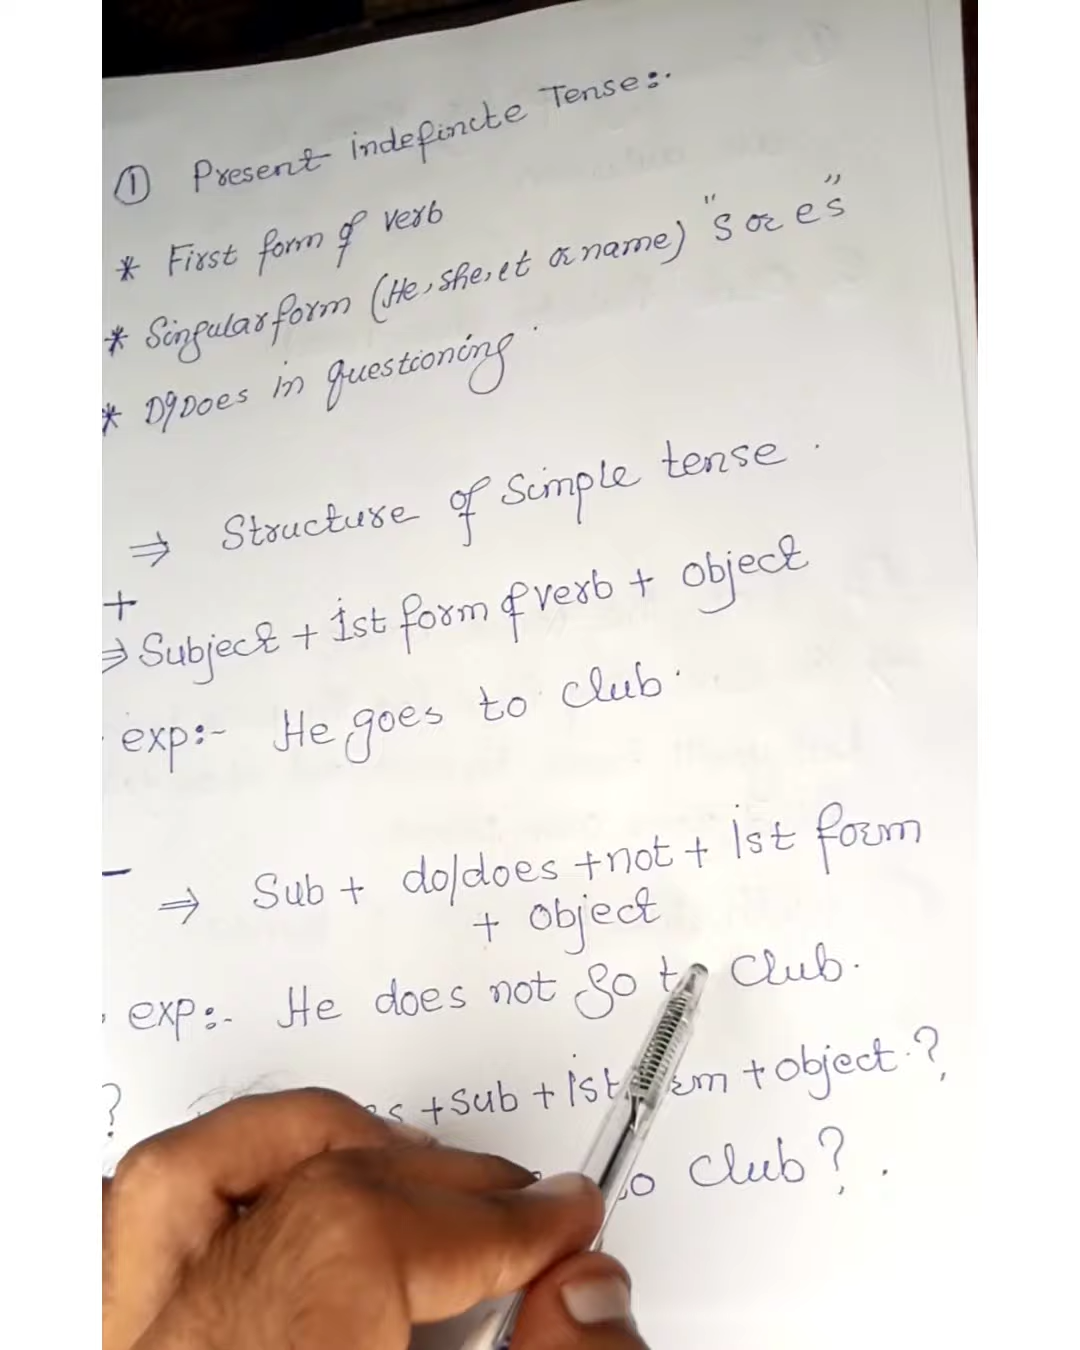 ① Present indefinite Tense:-
* First form of verb
* Singular form (He, she, it or name) "s or es"
* Do/Does in questioning.
⇒ Structure of Simple tense.
+
⇒ Subject + 1st form of verb + object
exp:- He goes to club.
-
⇒ Sub + do/does + not + 1st form
+ object
exp:- He does not go to club.
? + sub + 1st + object.?
club?.